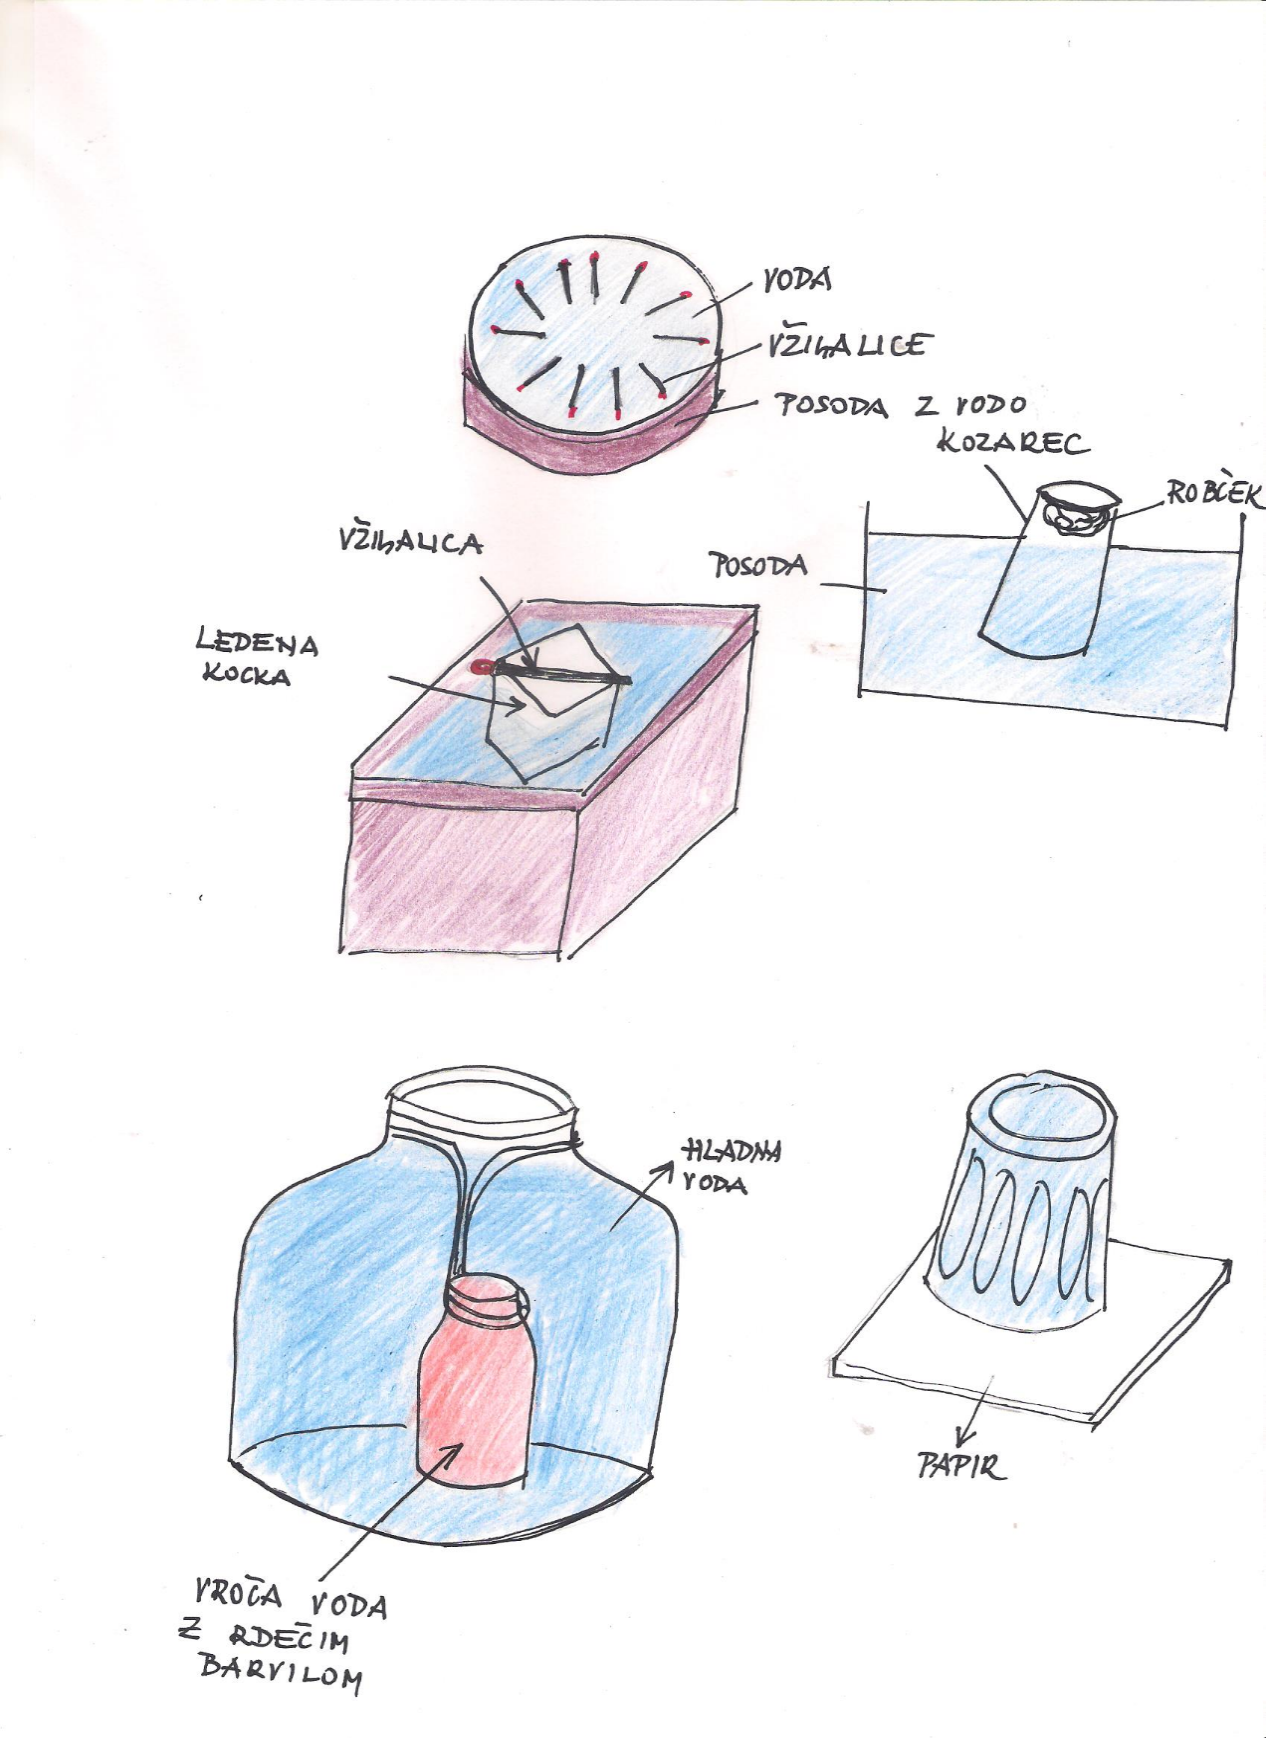 VODA
VŽIGALICE
POSODA Z VODO
KOZAREC
ROBČEK
VŽIGALICA
POSODA
LEDENA
KOCKA
HLADNA
VODA
PAPIR
VROČA VODA
Z RDEČIM
BARVILOM